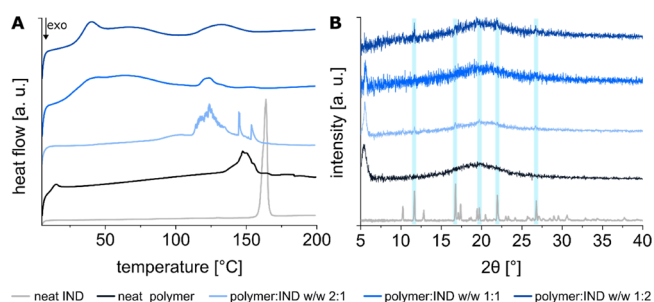 A
exo
heat flow [a. u.]
50 100 150 200
temperature [°C]
B
intensity [a. u.]
5 10 15 20 25 30 35 40
2θ [°]
neat IND neat polymer polymer:IND w/w 2:1 polymer:IND w/w 1:1 polymer:IND w/w 1:2